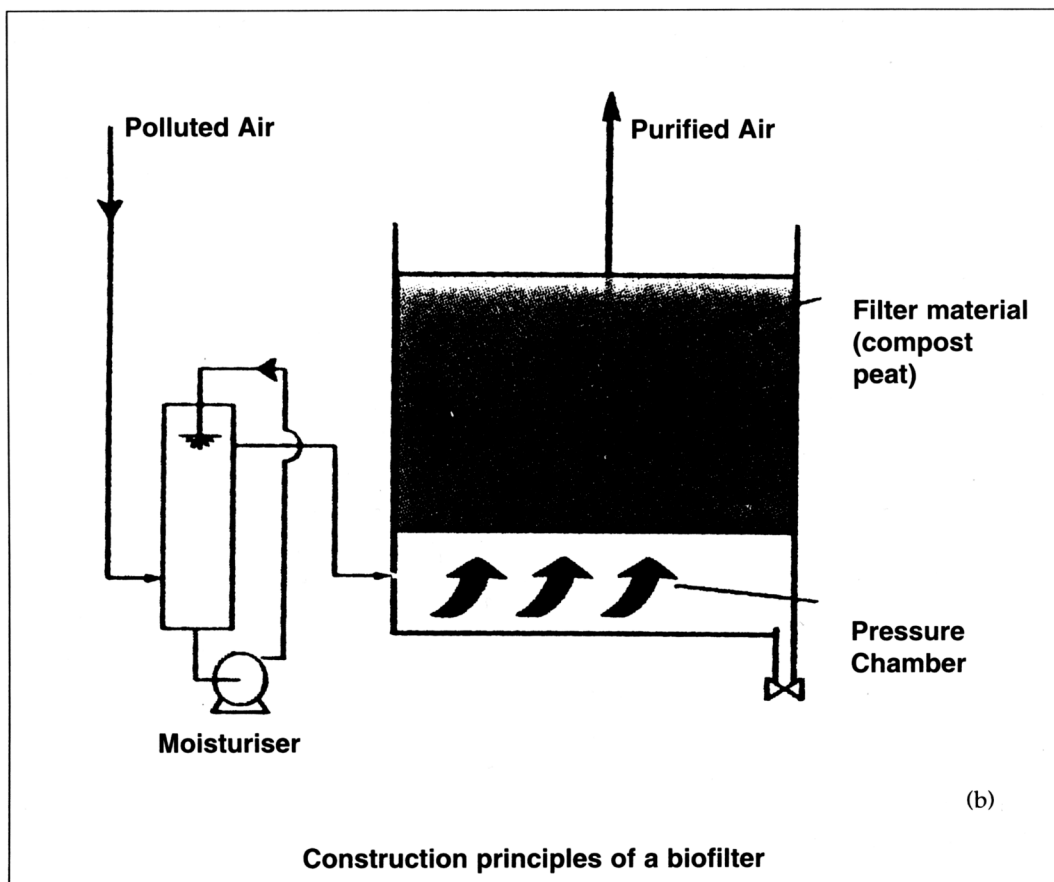 Polluted Air
Purified Air
Filter material
(compost
peat)
Pressure
Chamber
Moisturiser
(b)
Construction principles of a biofilter